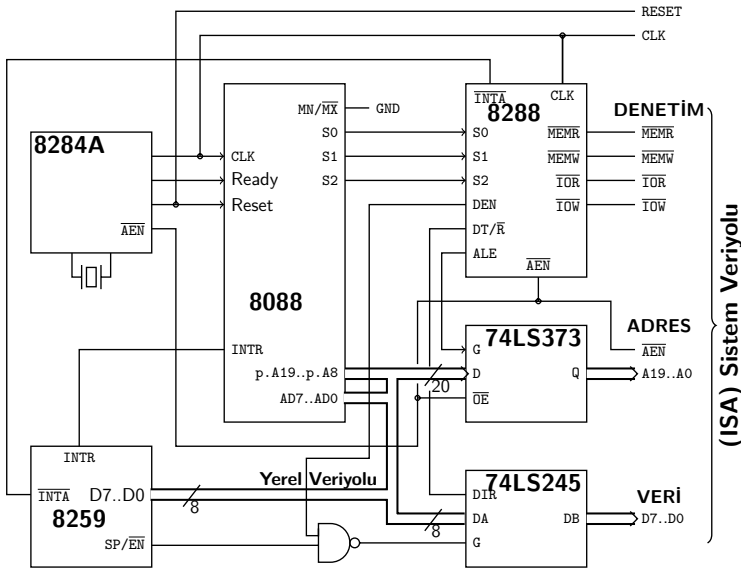 RESET
CLK
INTA
CLK
8288
MN/MX
GND
DENETİM
8284A
S0
S0
MEMR
MEMR
CLK
S1
S1
MEMW
MEMW
Ready
S2
S2
IOR
IOR
Reset
DEN
IOW
IOW
AEN
DT/R
ALE
AEN
8088
ADRES
74LS373
INTR
G
AEN
p.A19..p.A8
20
D
Q
A19..A0
AD7..AD0
OE
INTR
Yerel Veriyolu
74LS245
VERİ
INTA
D7..D0
8
DIR
8259
8
DA
DB
D7..D0
SP/EN
G
(ISA) Sistem Veriyolu